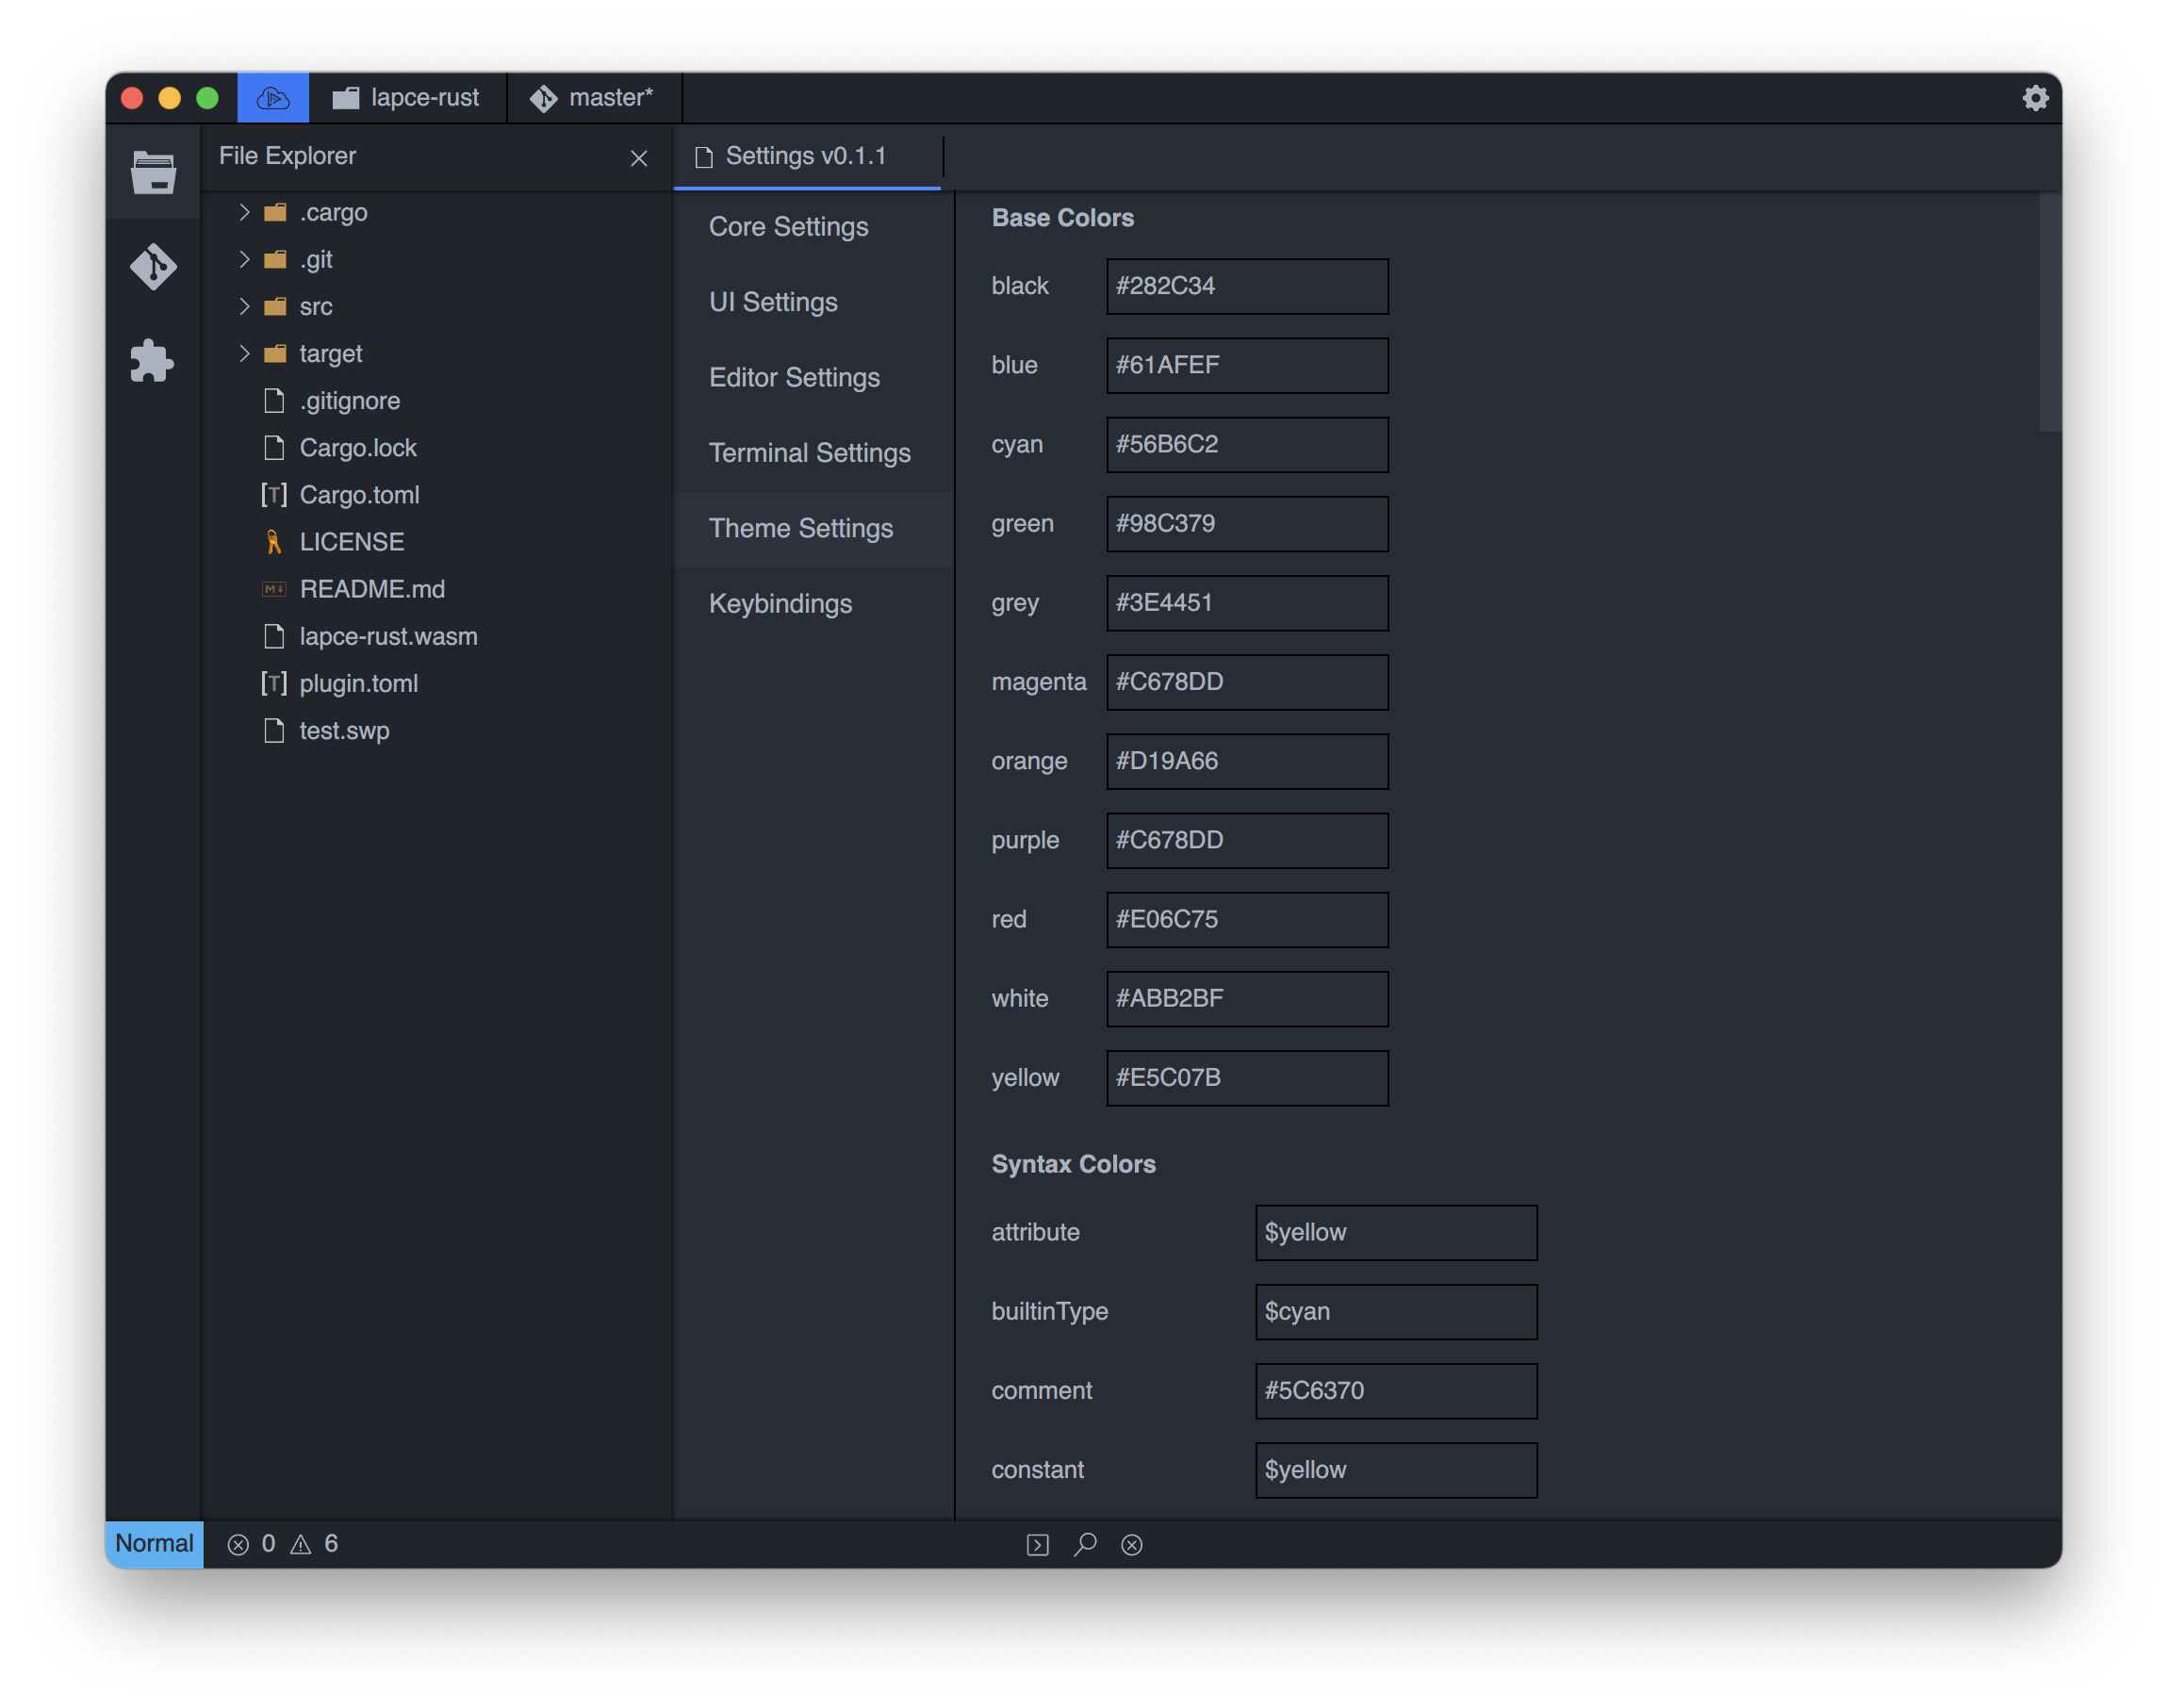 lapce-rust
master*
File Explorer
Settings v0.1.1
.cargo
.git
src
target
.gitignore
Cargo.lock
[T] Cargo.toml
LICENSE
M↓ README.md
lapce-rust.wasm
[T] plugin.toml
test.swp
Core Settings
UI Settings
Editor Settings
Terminal Settings
Theme Settings
Keybindings
Base Colors
black #282C34
blue #61AFEF
cyan #56B6C2
green #98C379
grey #3E4451
magenta #C678DD
orange #D19A66
purple #C678DD
red #E06C75
white #ABB2BF
yellow #E5C07B
Syntax Colors
attribute $yellow
builtinType $cyan
comment #5C6370
constant $yellow
Normal 0 6